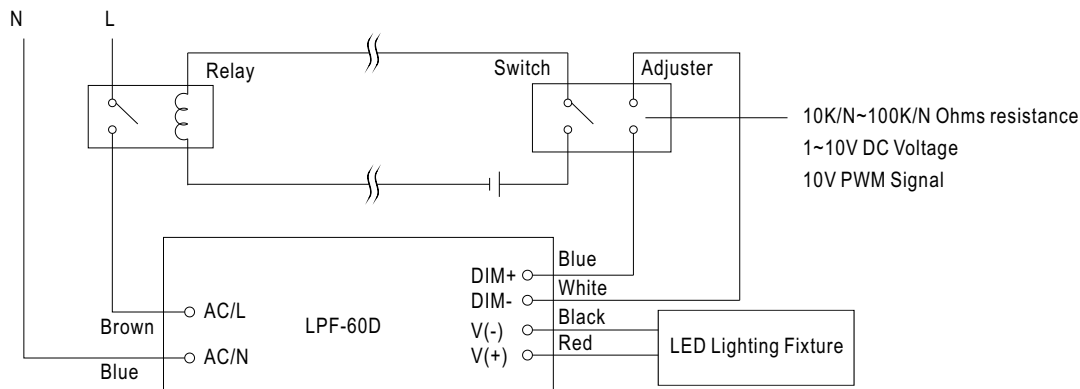 N
L
Relay
Switch
Adjuster
10K/N~100K/N Ohms resistance
1~10V DC Voltage
10V PWM Signal
Brown
AC/L
Blue
AC/N
LPF-60D
DIM+
Blue
DIM-
White
V(-)
Black
V(+)
Red
LED Lighting Fixture